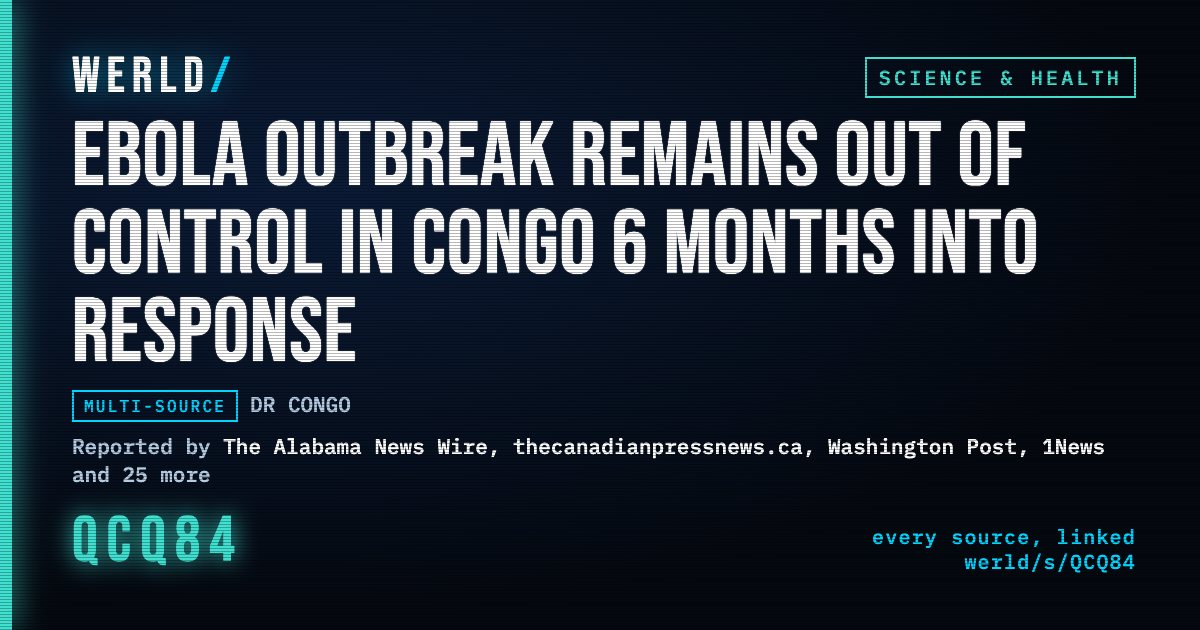 WERLD/
SCIENCE & HEALTH
EBOLA OUTBREAK REMAINS OUT OF
CONTROL IN CONGO 6 MONTHS INTO
RESPONSE
MULTI-SOURCE DR CONGO
Reported by The Alabama News Wire, thecanadianpressnews.ca, Washington Post, 1News
and 25 more
QCQ84
every source, linked
werld/s/QCQ84